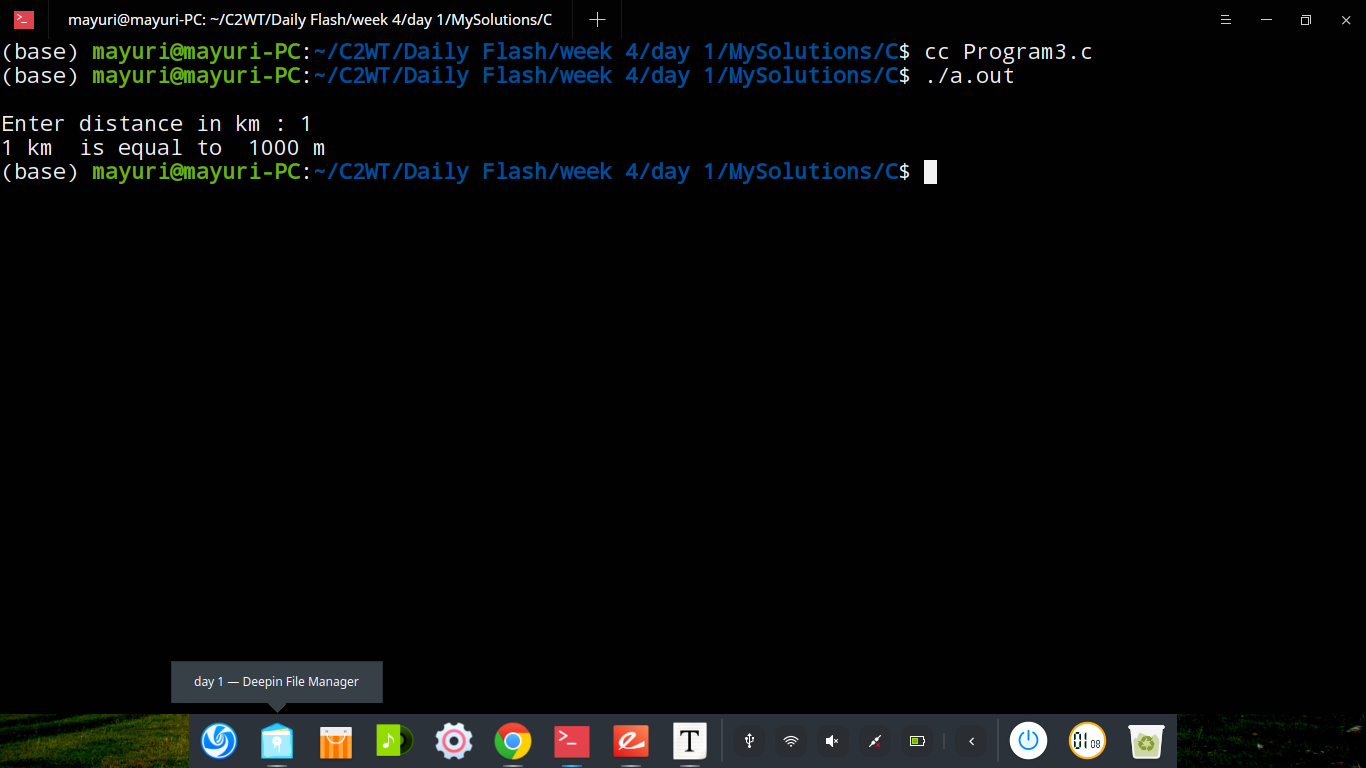 mayuri@mayuri-PC: ~/C2WT/Daily Flash/week 4/day 1/MySolutions/C
(base) mayuri@mayuri-PC:~/C2WT/Daily Flash/week 4/day 1/MySolutions/C$ cc Program3.c
(base) mayuri@mayuri-PC:~/C2WT/Daily Flash/week 4/day 1/MySolutions/C$ ./a.out
Enter distance in km : 1
1 km  is equal to  1000 m
(base) mayuri@mayuri-PC:~/C2WT/Daily Flash/week 4/day 1/MySolutions/C$
day 1 — Deepin File Manager
T
01 08